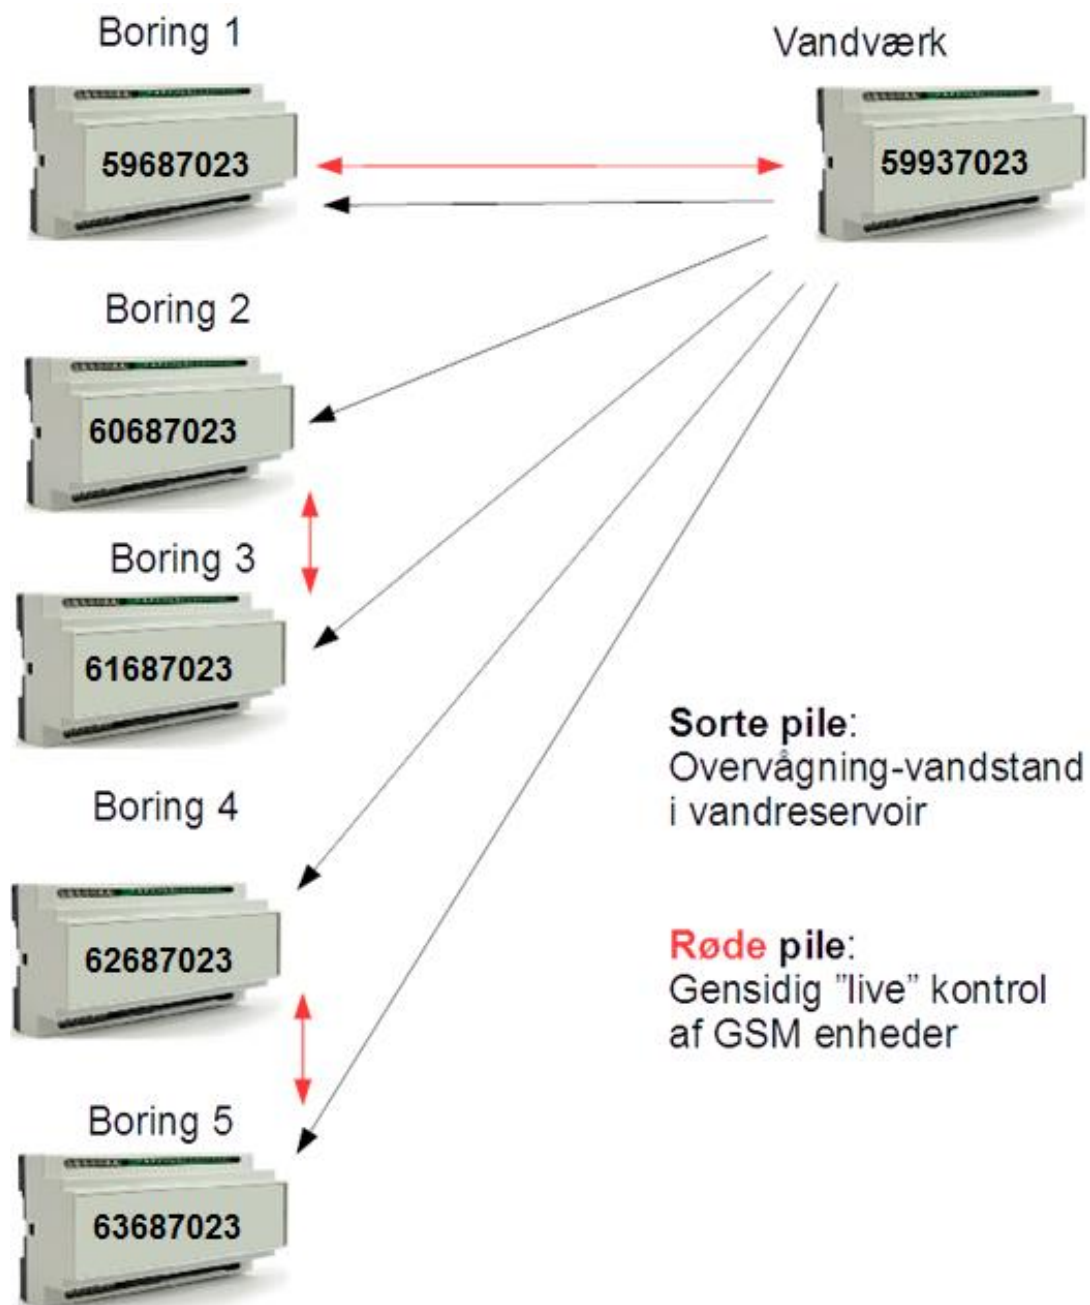 Boring 1
Vandværk
59687023
59937023
Boring 2
60687023
Boring 3
61687023
Sorte pile:
Overvågning-vandstand
i vandreservoir
Boring 4
62687023
Røde pile:
Gensidig ”live” kontrol
af GSM enheder
Boring 5
63687023